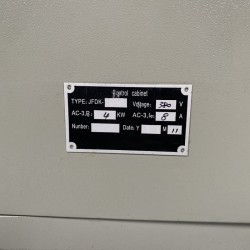 Control cabinet
TYPE: JFDK- Voltage: 380 V
AC-3, 4 KW AC-3, Ie: 8 A
Number: Date: Y M 11